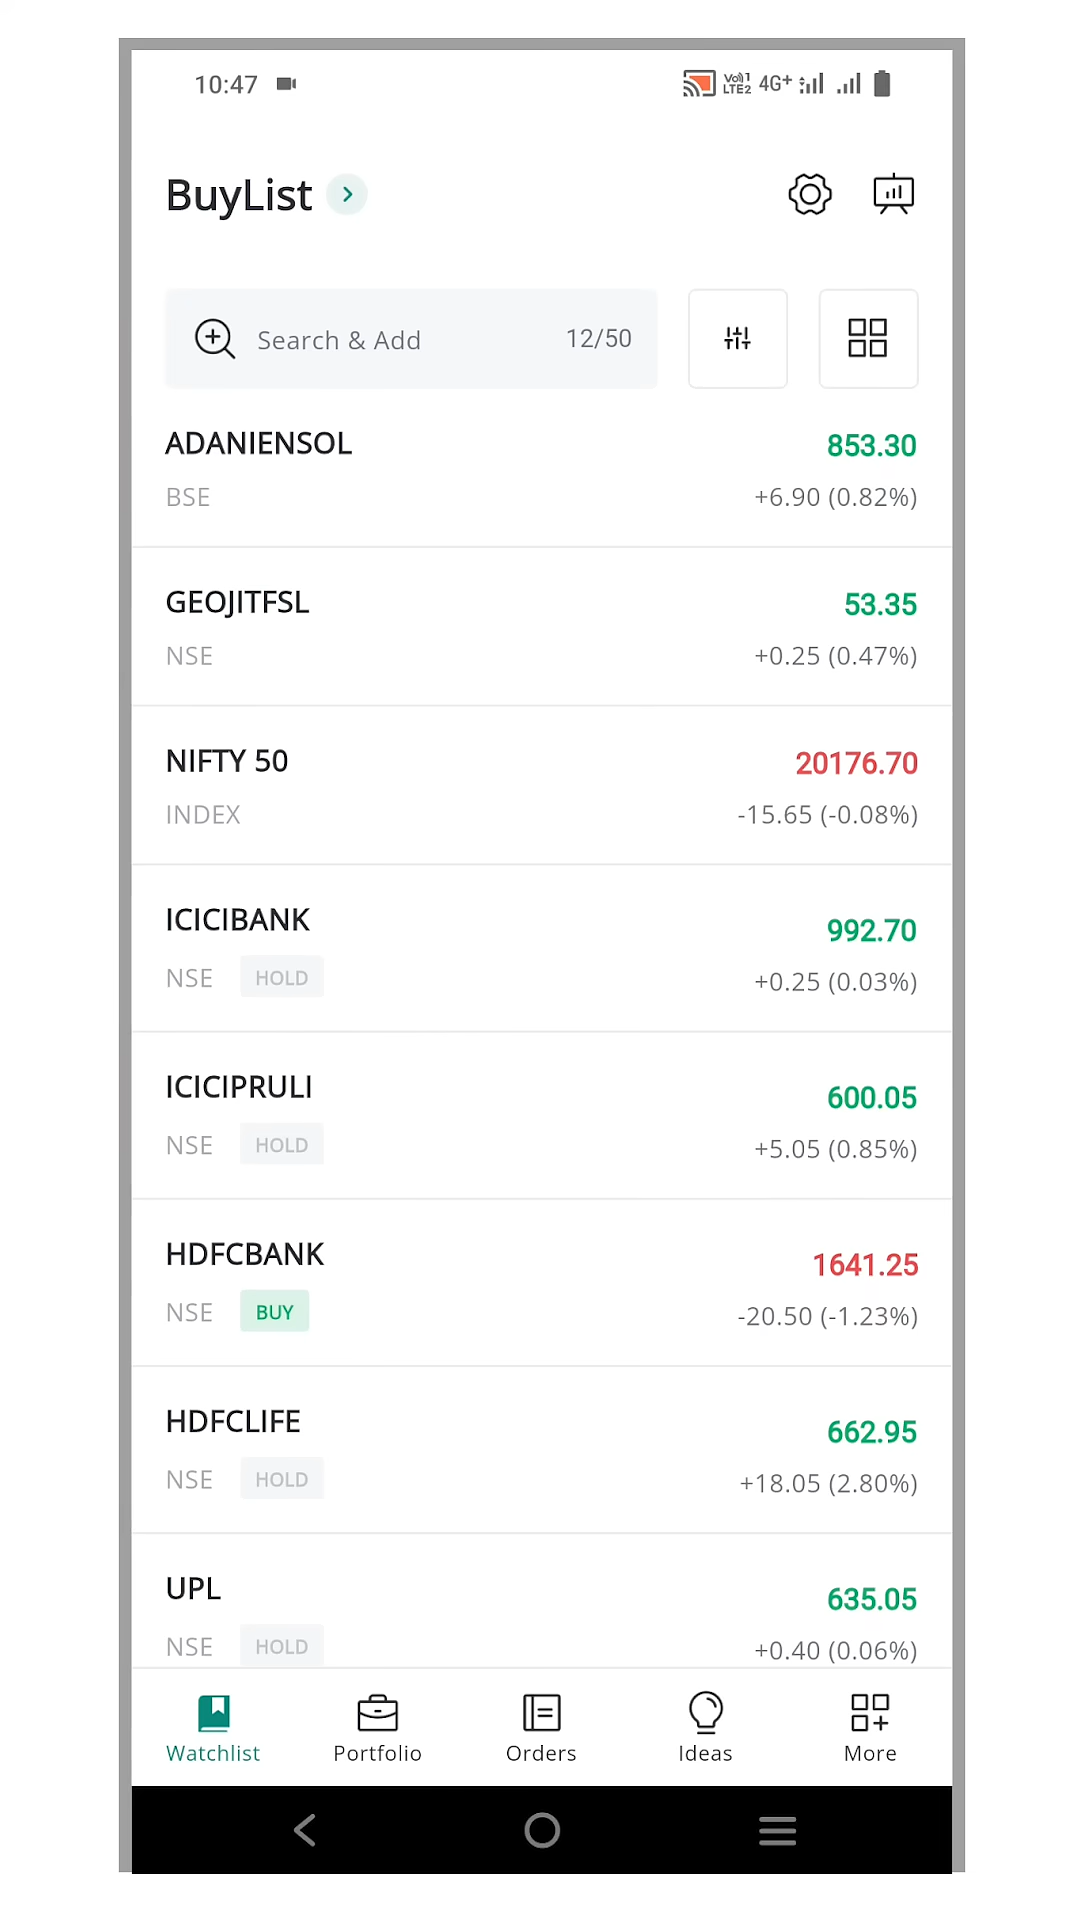 10:47
Vo))1
LTE2
4G+
BuyList
Search & Add 12/50
ADANIENSOL 853.30
BSE +6.90 (0.82%)
GEOJITFSL 53.35
NSE +0.25 (0.47%)
NIFTY 50 20176.70
INDEX -15.65 (-0.08%)
ICICIBANK 992.70
NSE HOLD +0.25 (0.03%)
ICICIPRULI 600.05
NSE HOLD +5.05 (0.85%)
HDFCBANK 1641.25
NSE BUY -20.50 (-1.23%)
HDFCLIFE 662.95
NSE HOLD +18.05 (2.80%)
UPL 635.05
NSE HOLD +0.40 (0.06%)
Watchlist Portfolio Orders Ideas More